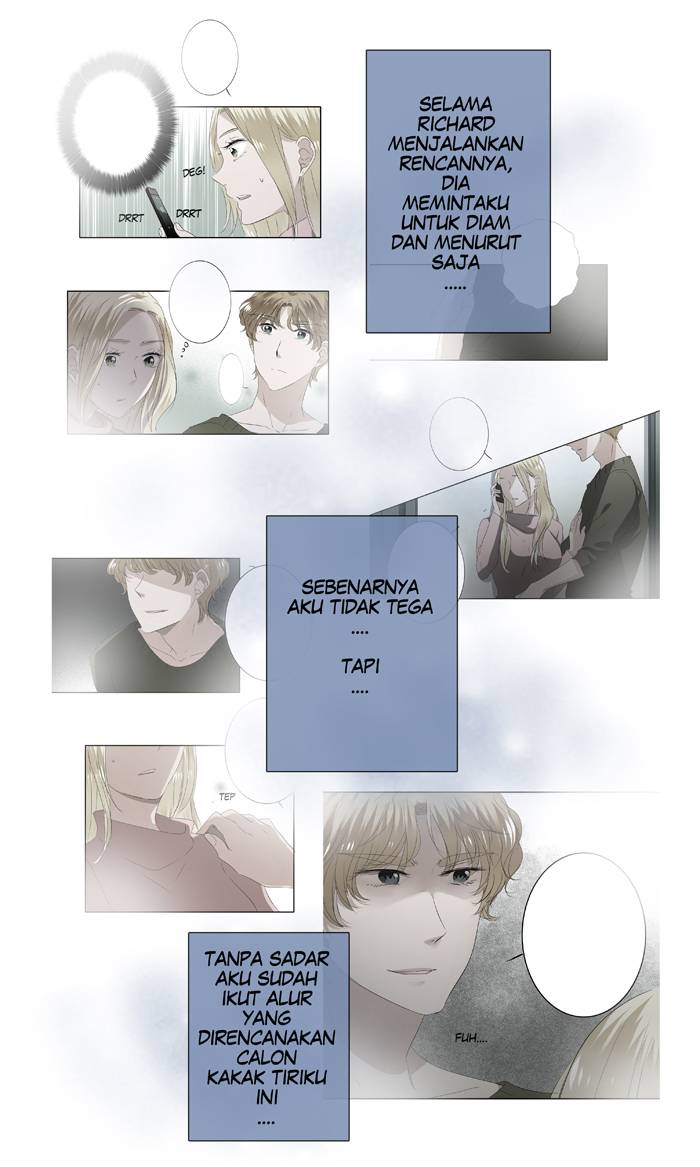 SELAMA
RICHARD
MENJALANKAN
RENCANNYA,
DIA
MEMINTAKU
UNTUK DIAM
DAN MENURUT
SAJA
.....
DEG!
DRRT
DRRT
?
SEBENARNYA
AKU TIDAK TEGA
....
TAPI
....
TEP
TANPA SADAR
AKU SUDAH
IKUT ALUR
YANG
DIRENCANAKAN
CALON
KAKAK TIRIKU
INI
....
FUH....